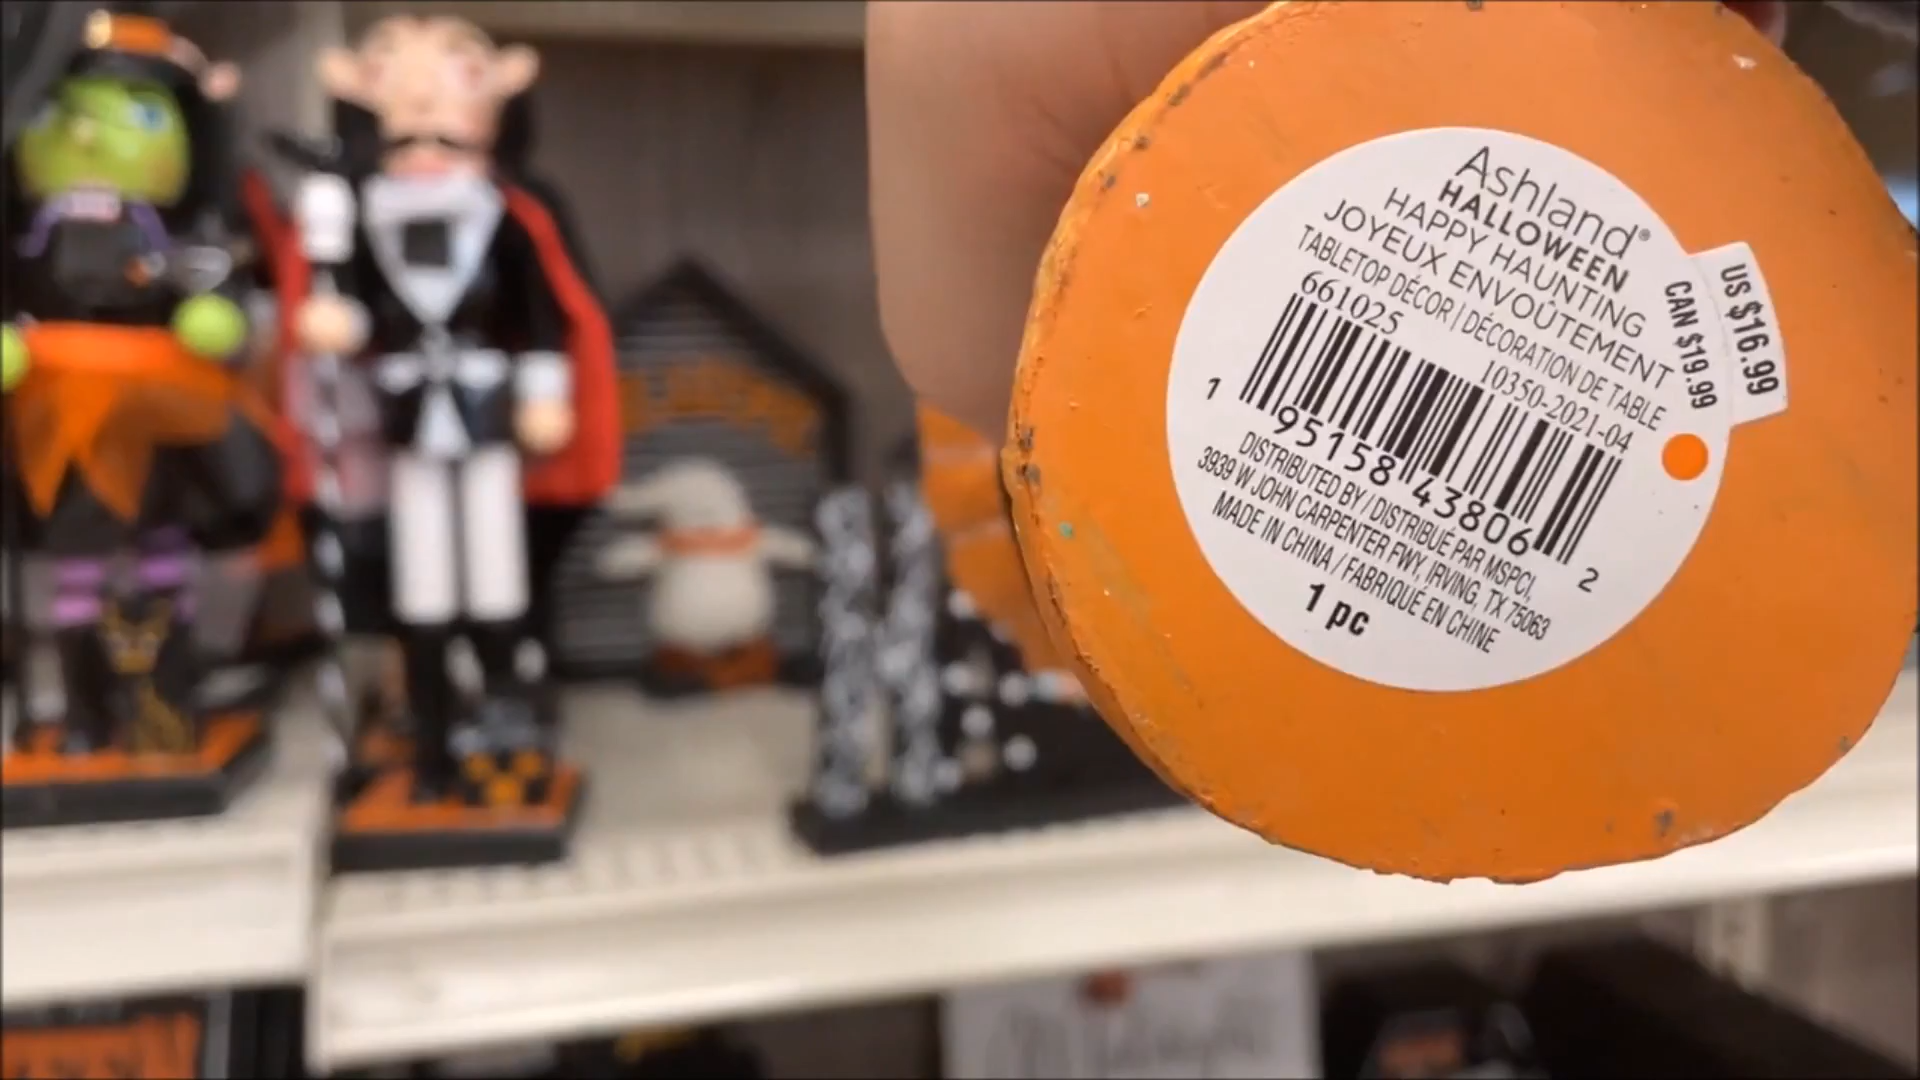 Ashland®
HALLOWEEN
HAPPY HAUNTING
JOYEUX ENVOÛTEMENT
TABLETOP DÉCOR | DÉCORATION DE TABLE
661025
10350-2021-04
1 95158 43806 2
DISTRIBUTED BY / DISTRIBUÉ PAR MSPCI,
3939 W JOHN CARPENTER FWY, IRVING, TX 75063
MADE IN CHINA / FABRIQUÉ EN CHINE
1 pc
US $16.99
CAN $19.99